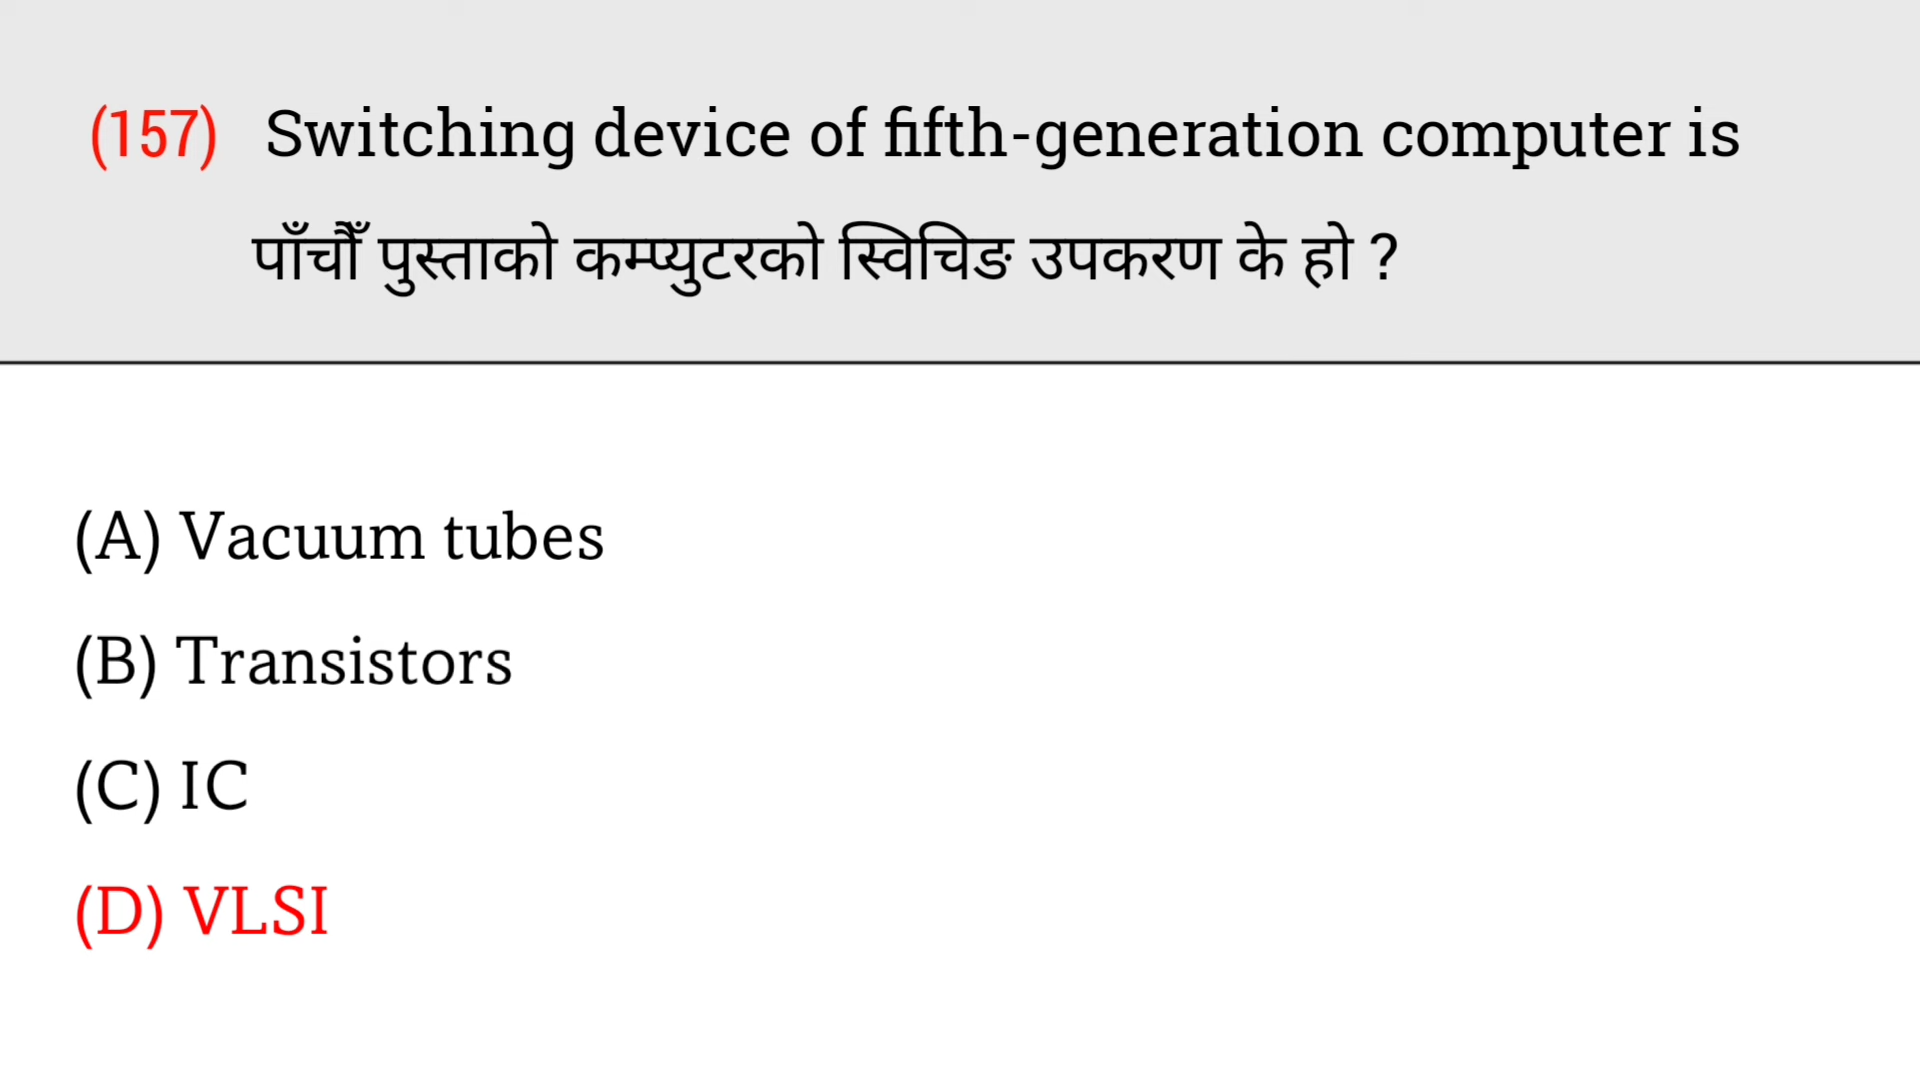 (157) Switching device of fifth-generation computer is
पाँचौँ पुस्ताको कम्प्युटरको स्विचिङ उपकरण के हो ?
(A) Vacuum tubes
(B) Transistors
(C) IC
(D) VLSI